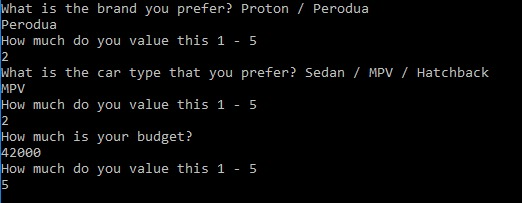 What is the brand you prefer? Proton / Perodua
Perodua
How much do you value this 1 - 5
2
What is the car type that you prefer? Sedan / MPV / Hatchback
MPV
How much do you value this 1 - 5
2
How much is your budget?
42000
How much do you value this 1 - 5
5